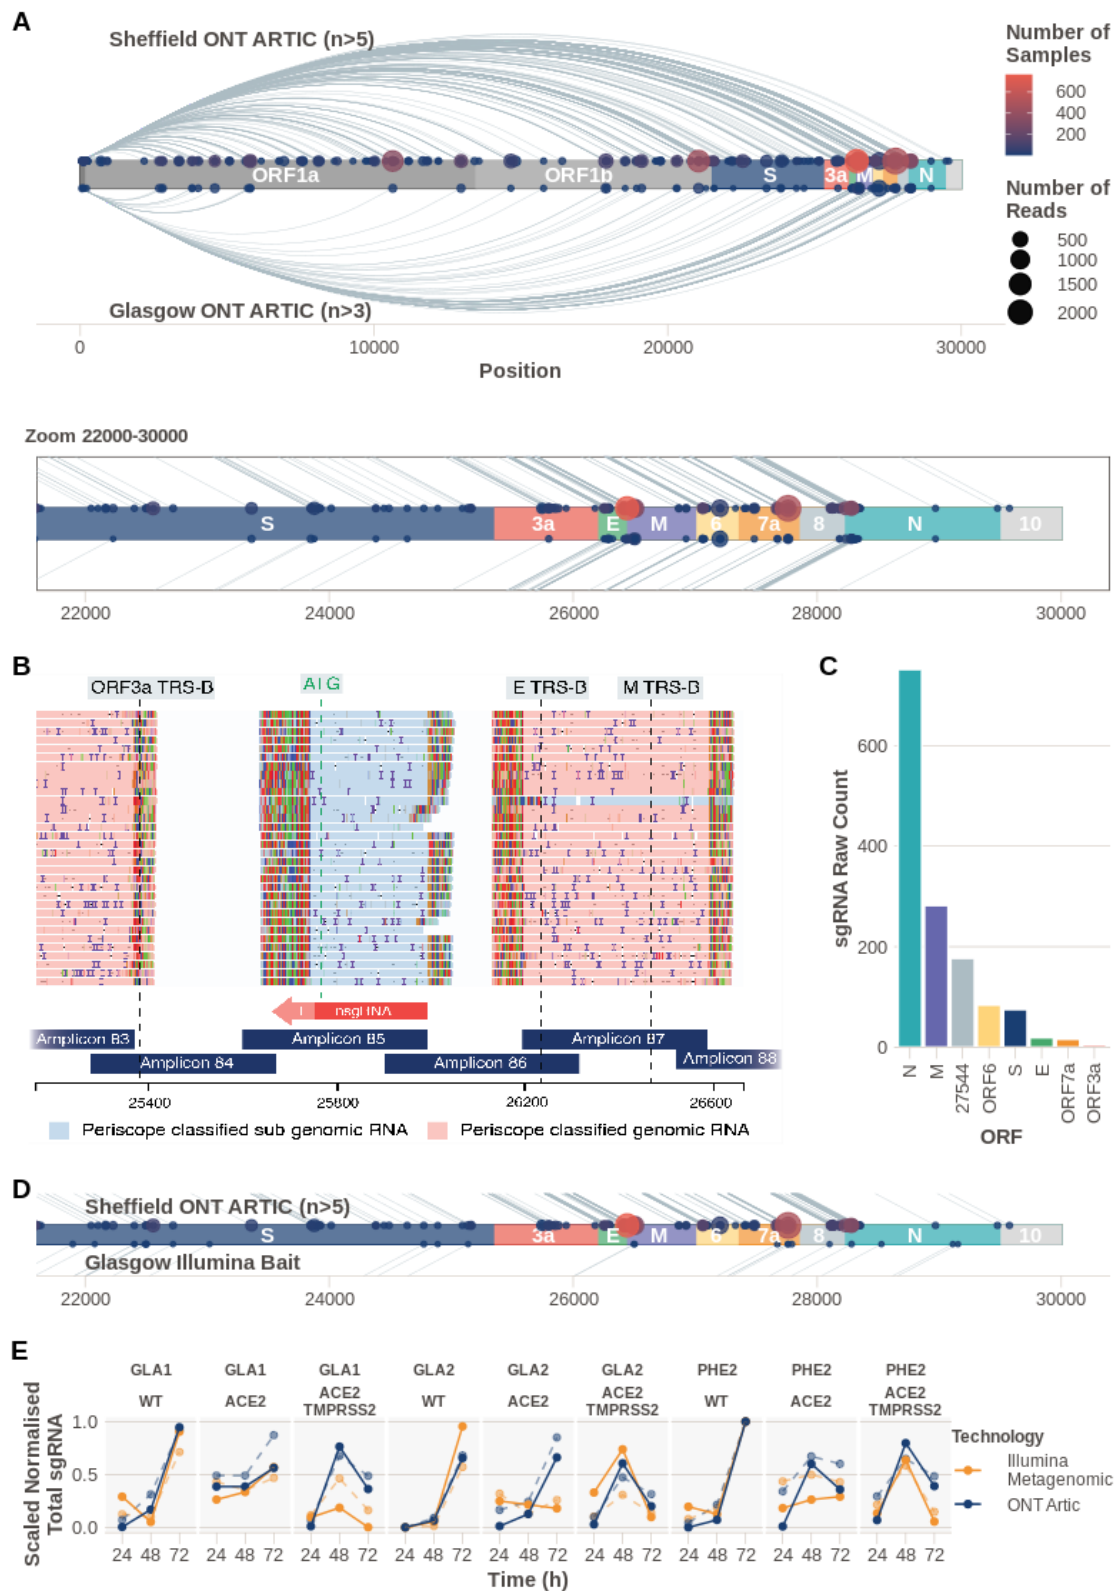 A
Sheffield ONT ARTIC (n>5)
Number of
Samples
600
400
200
ORF1a
ORF1b
S
3a
M
N
Number of
Reads
500
1000
1500
2000
Glasgow ONT ARTIC (n>3)
0
10000
20000
30000
Position
Zoom 22000-30000
S
3a
E
M
6
7a
8
N
10
22000
24000
26000
28000
30000
B
ORF3a TRS-B
ATG
E TRS-B
M TRS-B
Amplicon 83
Amplicon 84
Amplicon 85
Amplicon 86
Amplicon 87
Amplicon 88
25400
25800
26200
26600
Periscope classified sub genomic RNA
Periscope classified genomic RNA
C
sgRNA Raw Count
600
400
200
0
N
M
27544
ORF6
S
E
ORF7a
ORF3a
ORF
D
Sheffield ONT ARTIC (n>5)
S
3a
E
M
6
7a
8
N
10
Glasgow Illumina Bait
22000
24000
26000
28000
30000
E
GLA1 GLA1 GLA1 GLA2 GLA2 GLA2 PHE2 PHE2 PHE2
WT ACE2 ACE2 TMPRSS2 WT ACE2 ACE2 TMPRSS2 WT ACE2 ACE2 TMPRSS2
Scaled Normalised
Total sgRNA
1.0
0.5
0.0
Technology
Illumina
Metagenomic
ONT Artic
24 48 72 24 48 72 24 48 72 24 48 72 24 48 72 24 48 72 24 48 72 24 48 72 24 48 72
Time (h)